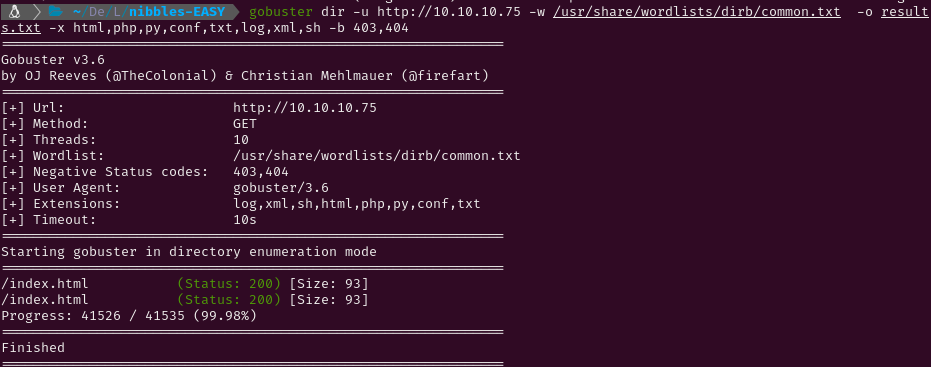 ~/De/L/nibbles-EASY gobuster dir -u http://10.10.10.75 -w /usr/share/wordlists/dirb/common.txt -o result
s.txt -x html,php,py,conf,txt,log,xml,sh -b 403,404
===============================================================
Gobuster v3.6
by OJ Reeves (@TheColonial) & Christian Mehlmauer (@firefart)
===============================================================
[+] Url: http://10.10.10.75
[+] Method: GET
[+] Threads: 10
[+] Wordlist: /usr/share/wordlists/dirb/common.txt
[+] Negative Status codes: 403,404
[+] User Agent: gobuster/3.6
[+] Extensions: log,xml,sh,html,php,py,conf,txt
[+] Timeout: 10s
===============================================================
Starting gobuster in directory enumeration mode
===============================================================
/index.html (Status: 200) [Size: 93]
/index.html (Status: 200) [Size: 93]
Progress: 41526 / 41535 (99.98%)
===============================================================
Finished
===============================================================